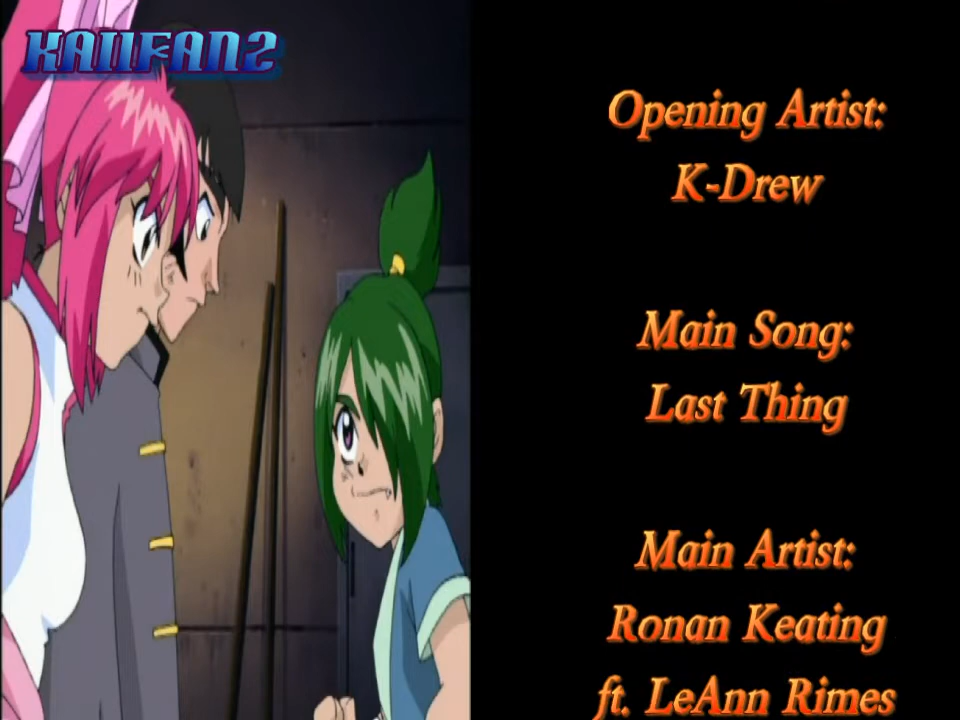 KAIIFAN2
Opening Artist:
K-Drew
Main Song:
Last Thing
Main Artist:
Ronan Keating
ft. LeAnn Rimes